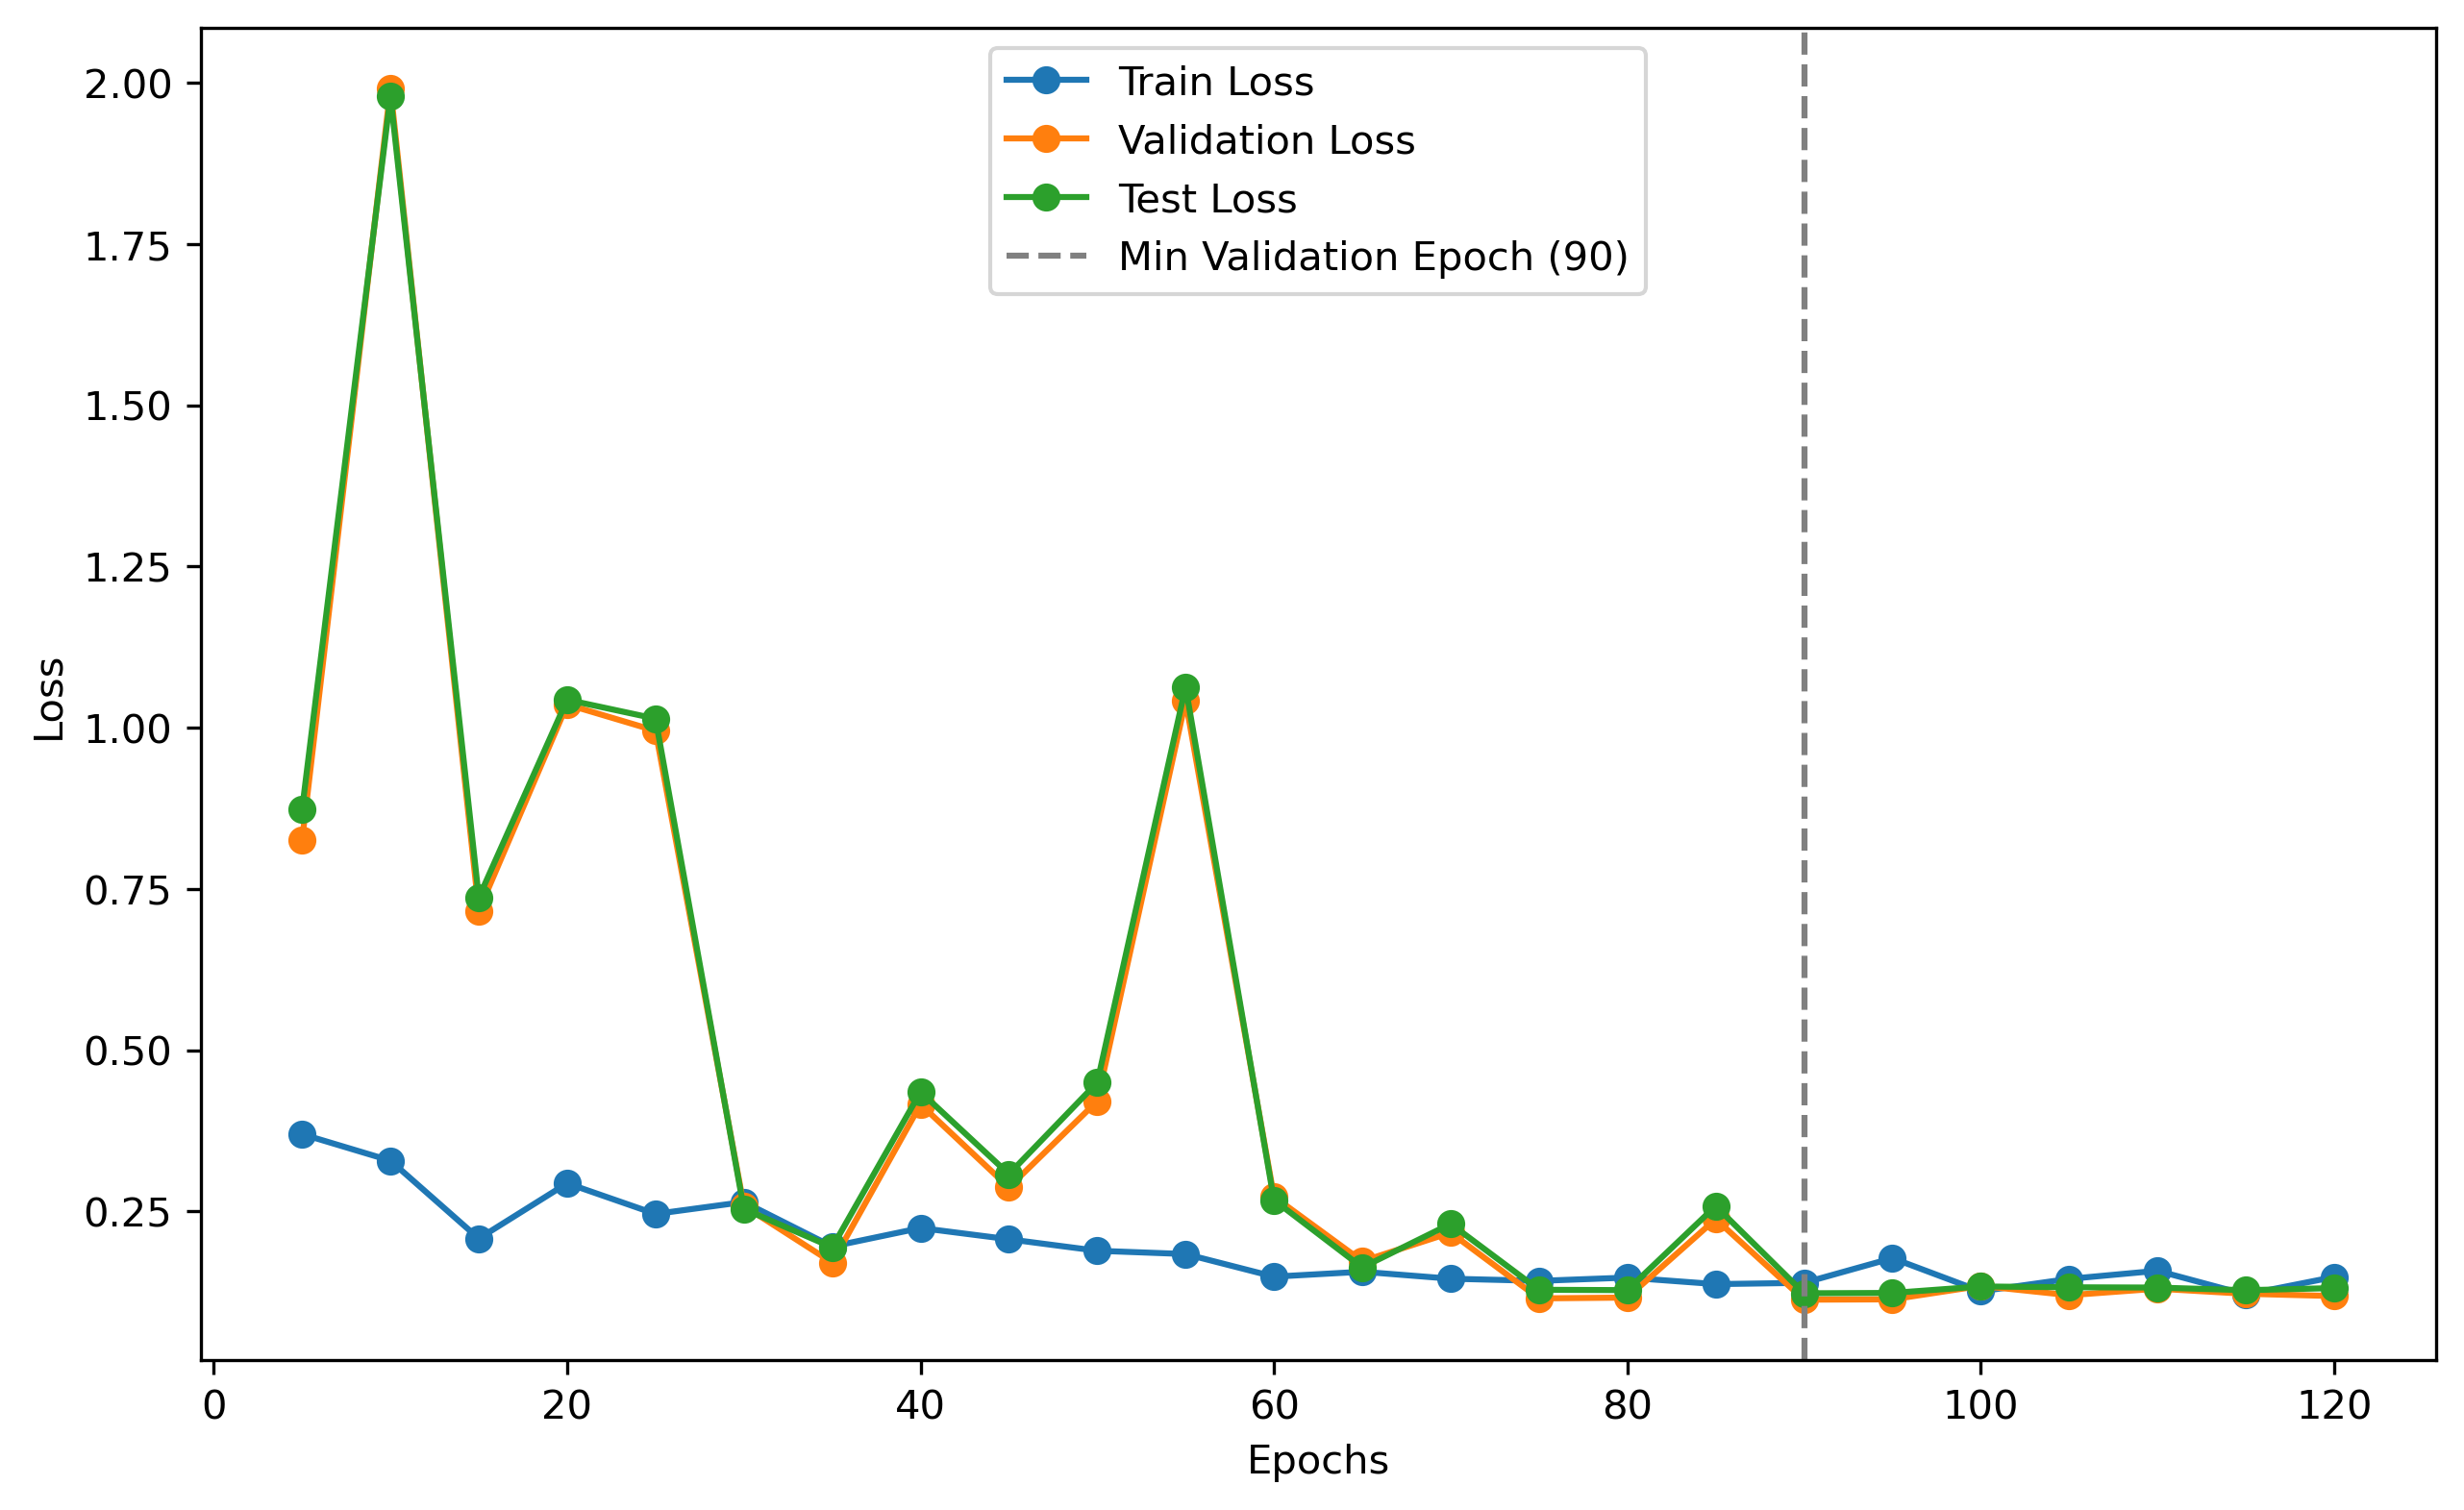 Train Loss
Validation Loss
Test Loss
Min Validation Epoch (90)
2.00
1.75
1.50
1.25
1.00
0.75
0.50
0.25
Loss
0 20 40 60 80 100 120
Epochs